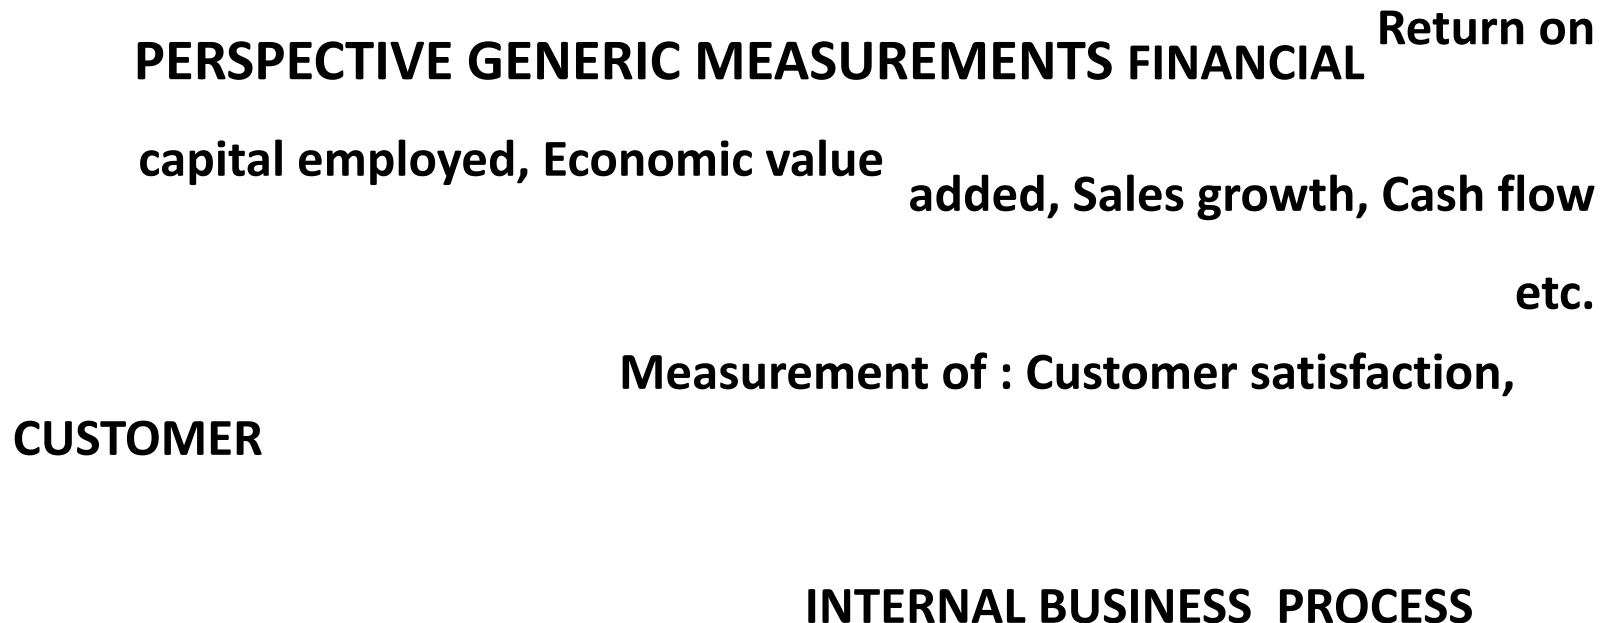 PERSPECTIVE GENERIC MEASUREMENTS FINANCIAL Return on
capital employed, Economic value
added, Sales growth, Cash flow
etc.
Measurement of : Customer satisfaction,
CUSTOMER
INTERNAL BUSINESS PROCESS